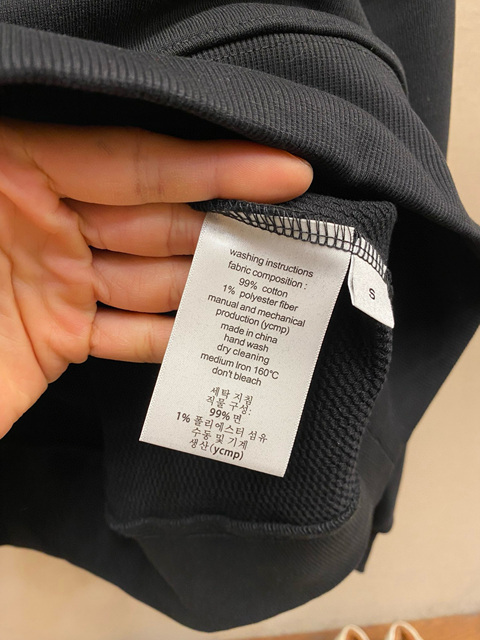 washing instructions
fabric composition :
99% cotton
1% polyester fiber
manual and mechanical
production (ycmp)
made in china
hand wash
dry cleaning
medium Iron 160°C
don't bleach
세탁 지침
직물 구성:
99% 면
1% 폴리에스터 섬유
수동 및 기계
생산(ycmp)
S